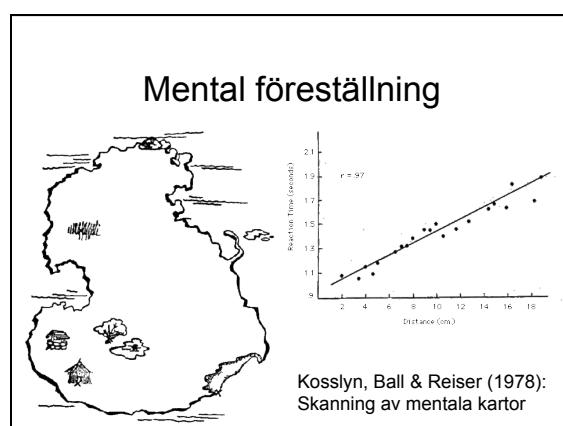 Mental föreställning
2.1
1.9
1.7
1.5
1.3
1.1
.9
Reaction Time (seconds)
r = .97
2 4 6 8 10 12 14 16 18
Distance (cm.)
Kosslyn, Ball & Reiser (1978):
Skanning av mentala kartor